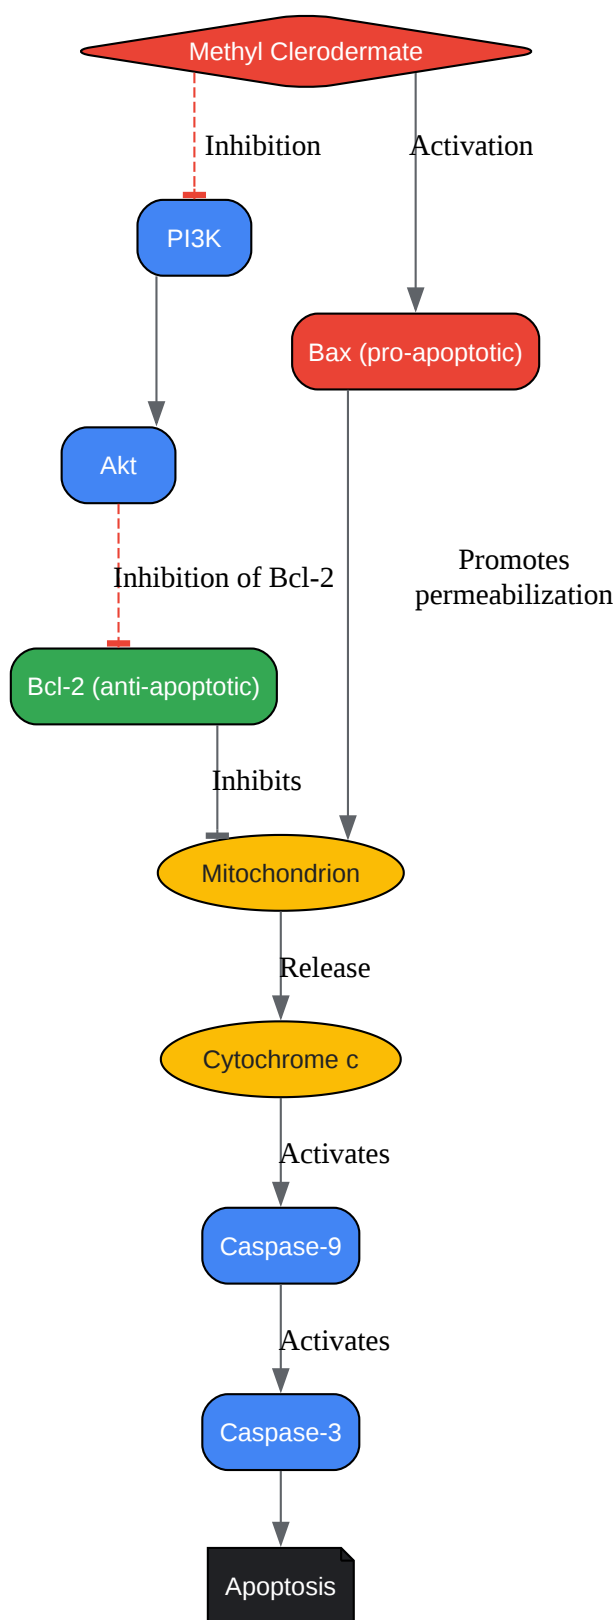 Methyl Clerodermate
Inhibition
Activation
PI3K
Bax (pro-apoptotic)
Akt
Inhibition of Bcl-2
Promotes
permeabilization
Bcl-2 (anti-apoptotic)
Inhibits
Mitochondrion
Release
Cytochrome c
Activates
Caspase-9
Activates
Caspase-3
Apoptosis